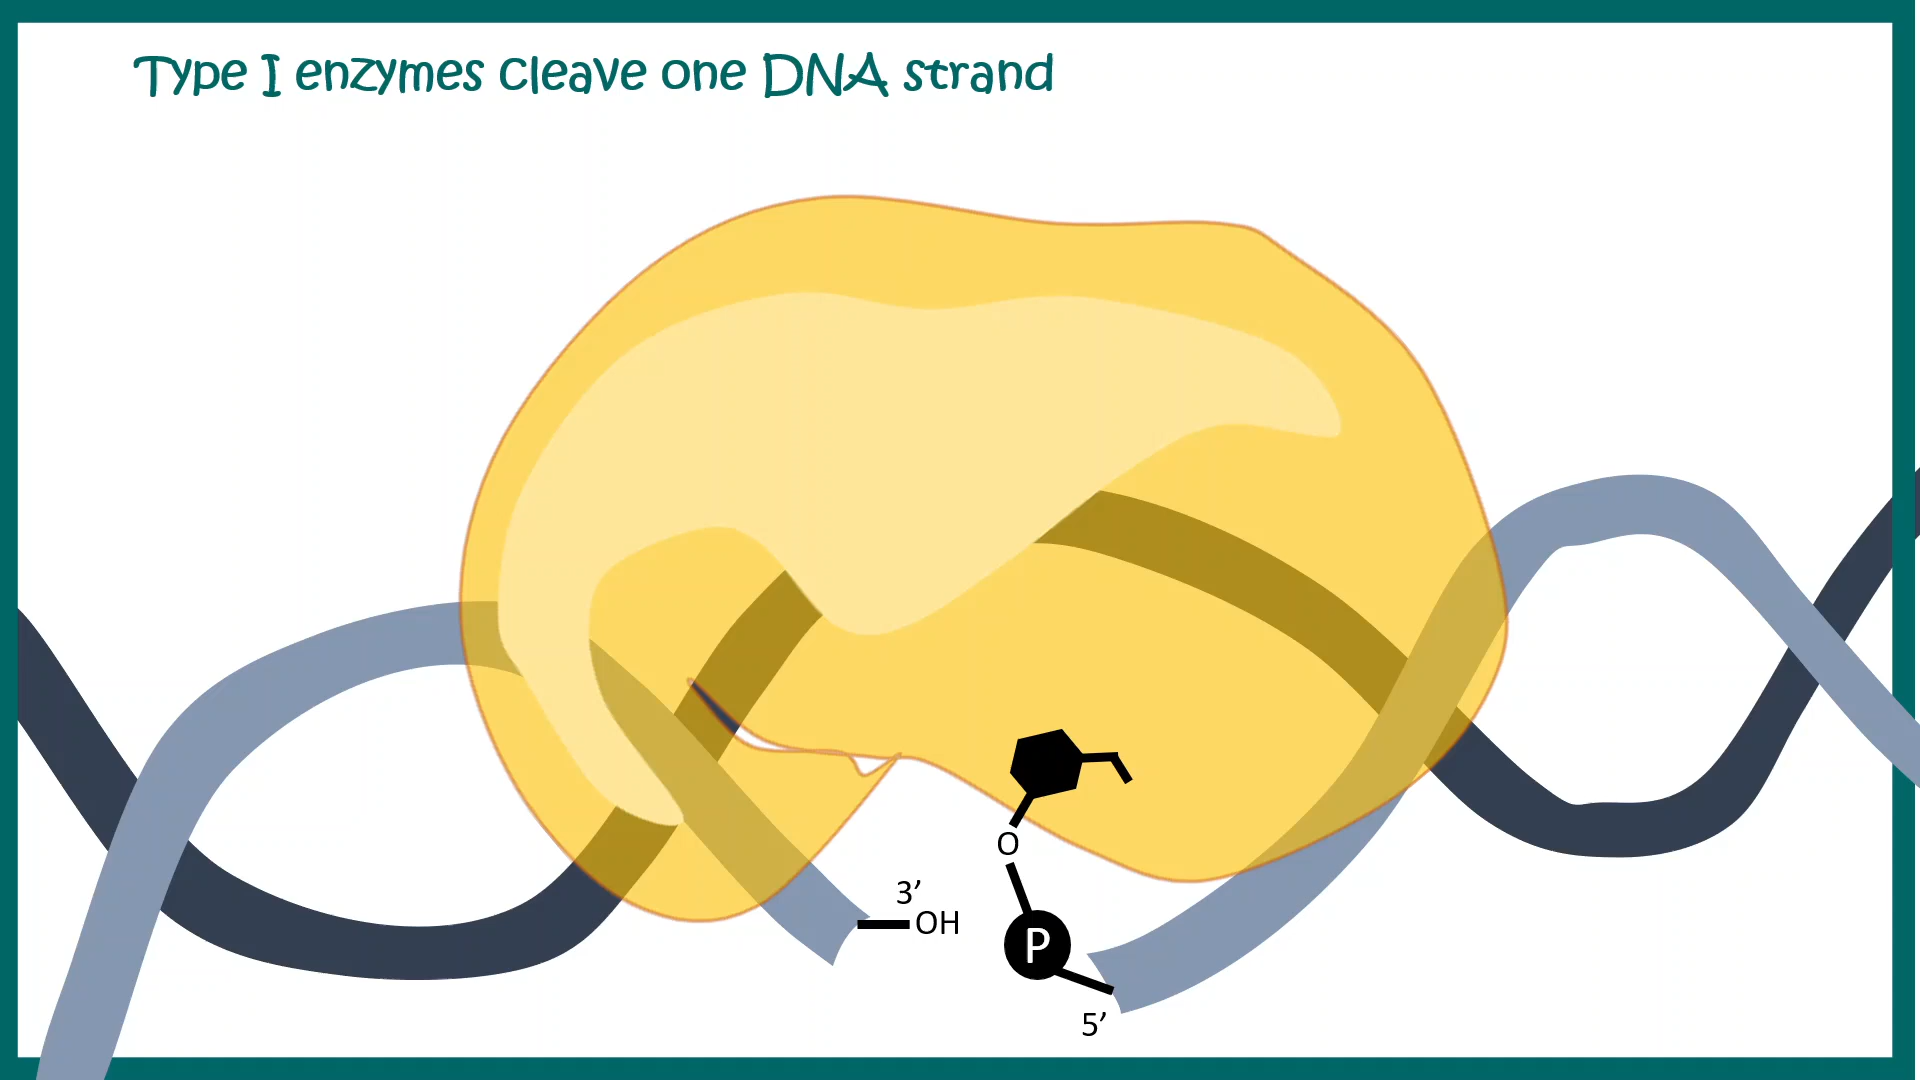 Type I enzymes cleave one DNA strand
3’
OH
O
P
5’